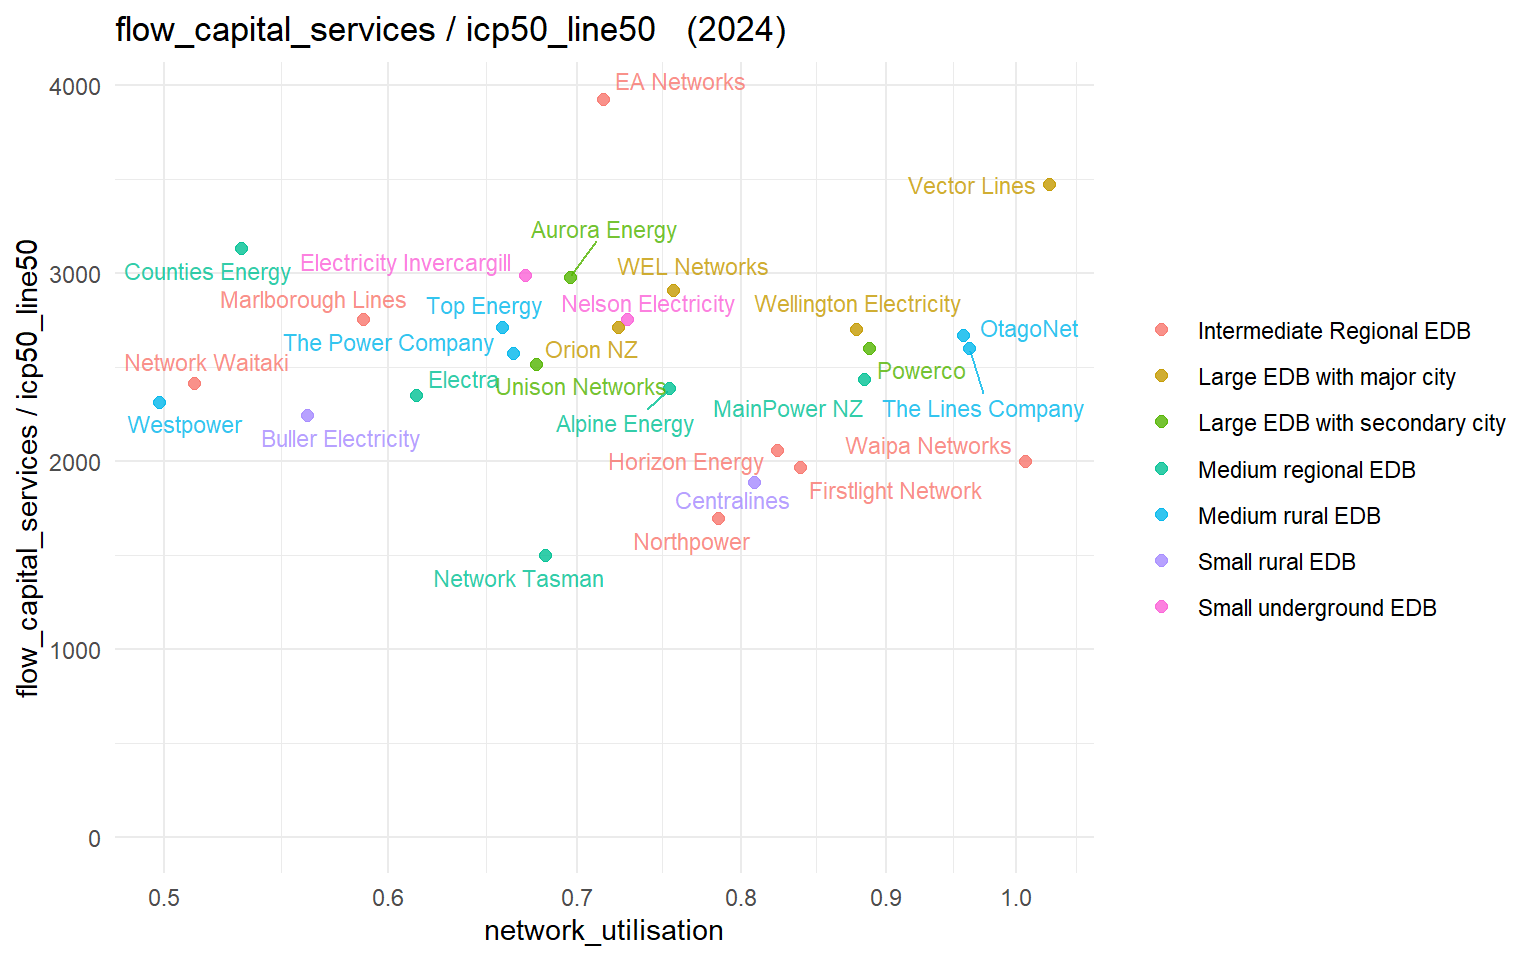 flow_capital_services / icp50_line50   (2024)
flow_capital_services / icp50_line50
4000
3000
2000
1000
0
EA Networks
Vector Lines
Aurora Energy
Electricity Invercargill
WEL Networks
Counties Energy
Marlborough Lines
Top Energy
Nelson Electricity
Wellington Electricity
OtagoNet
The Power Company
Orion NZ
Network Waitaki
Electra
Unison Networks
Powerco
Westpower
Buller Electricity
Alpine Energy
MainPower NZ
The Lines Company
Horizon Energy
Waipa Networks
Firstlight Network
Centralines
Northpower
Network Tasman
0.5
0.6
0.7
0.8
0.9
1.0
network_utilisation
Intermediate Regional EDB
Large EDB with major city
Large EDB with secondary city
Medium regional EDB
Medium rural EDB
Small rural EDB
Small underground EDB